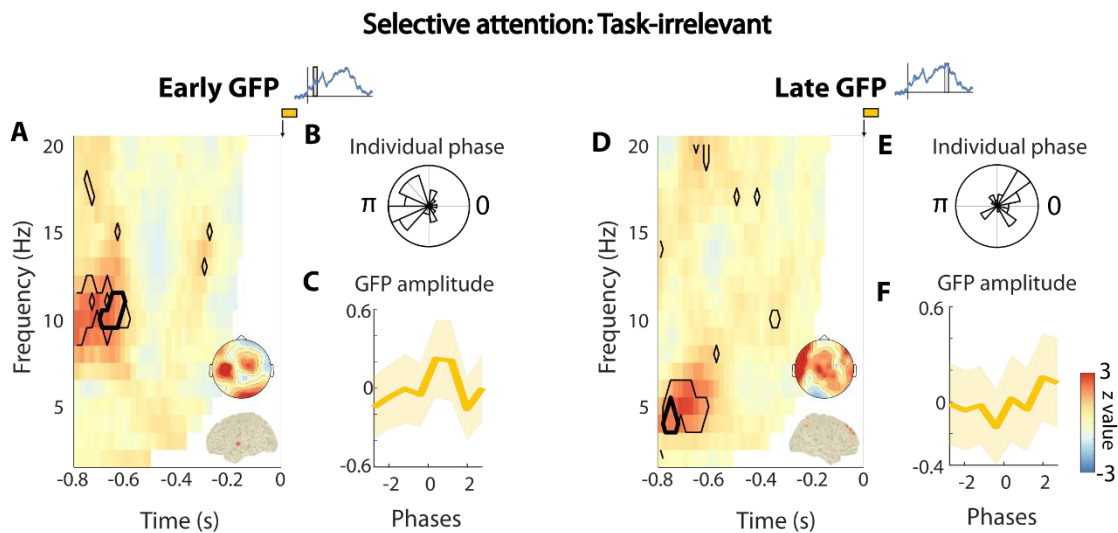 Selective attention: Task-irrelevant
Early GFP
Late GFP
A
20
15
10
5
Frequency (Hz)
-0.8 -0.6 -0.4 -0.2 0
Time (s)
B
Individual phase
π 0
C
GFP amplitude
0.6
0
-0.6
-2 0 2
Phases
D
20
15
10
5
Frequency (Hz)
-0.8 -0.6 -0.4 -0.2 0
Time (s)
E
Individual phase
π 0
F
GFP amplitude
0.6
0
-0.4
-2 0 2
Phases
3
z value
-3